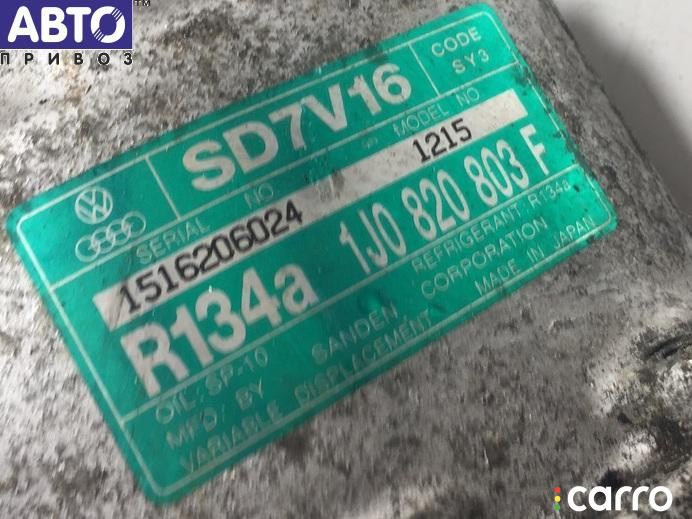 АВТО™
ПРИВОЗ
SD7V16
CODE
SY3
SERIAL NO
MODEL NO
1516206024
1215
R134a
1J0 820 803 F
OIL:SP-10
REFRIGERANT:R134a
MFD. BY SANDEN CORPORATION
VARIABLE DISPLACEMENT
MADE IN JAPAN
carro